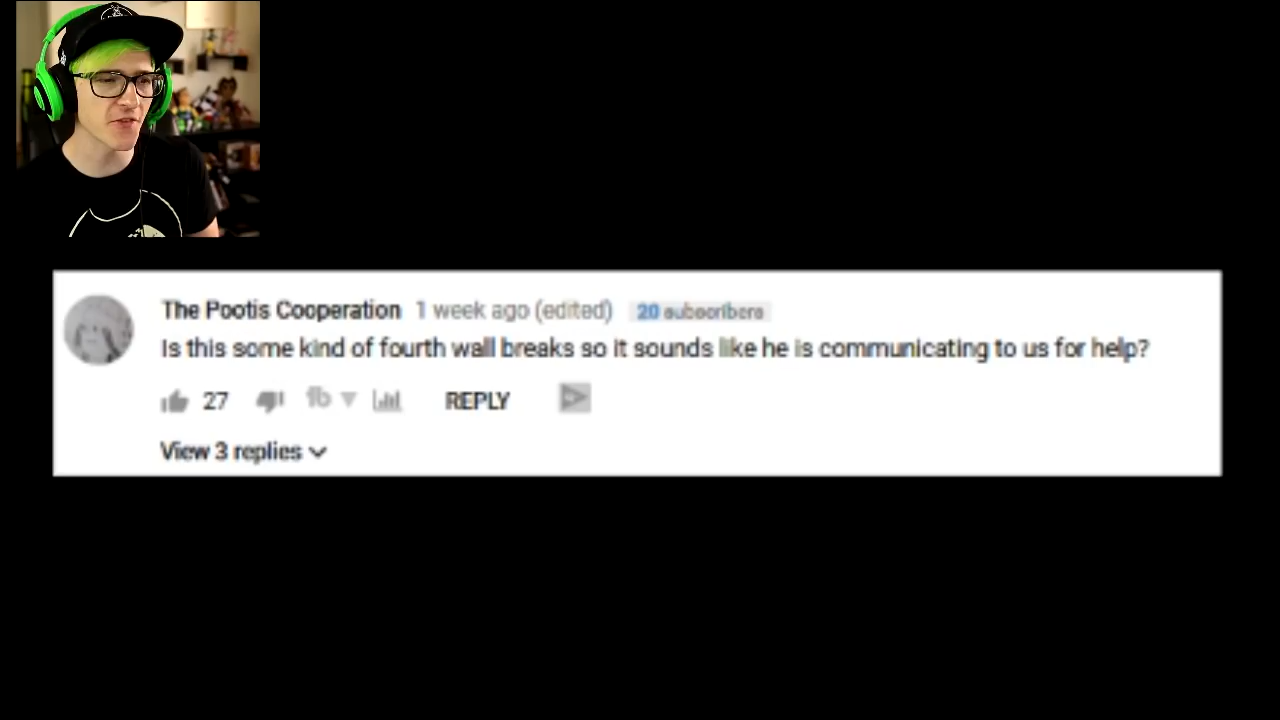 The Pootis Cooperation 1 week ago (edited) 20 subscribers
Is this some kind of fourth wall breaks so it sounds like he is communicating to us for help?
27 REPLY
View 3 replies